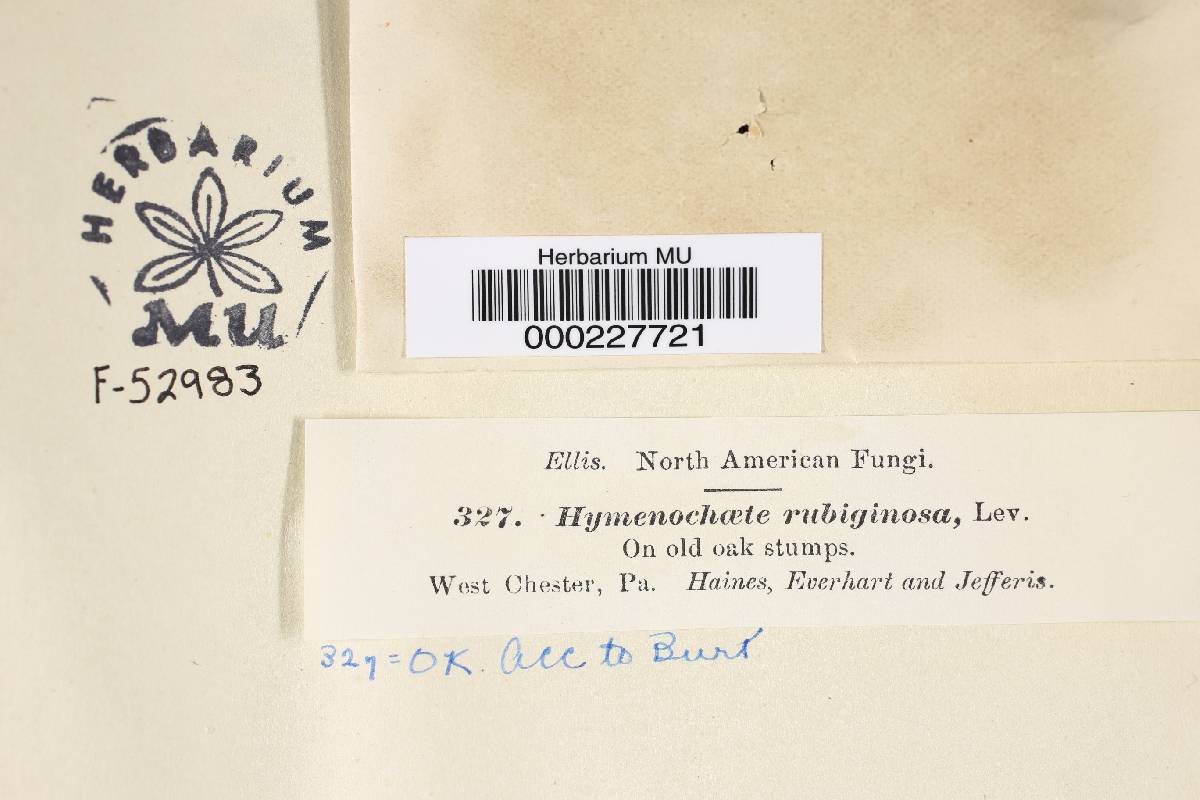 HERBARIUM
MU
F-52983
Herbarium MU
000227721
Ellis. North American Fungi.
327. · Hymenochæte rubiginosa, Lev.
On old oak stumps.
West Chester, Pa. Haines, Everhart and Jefferis.
327=OK. Acc to Burt